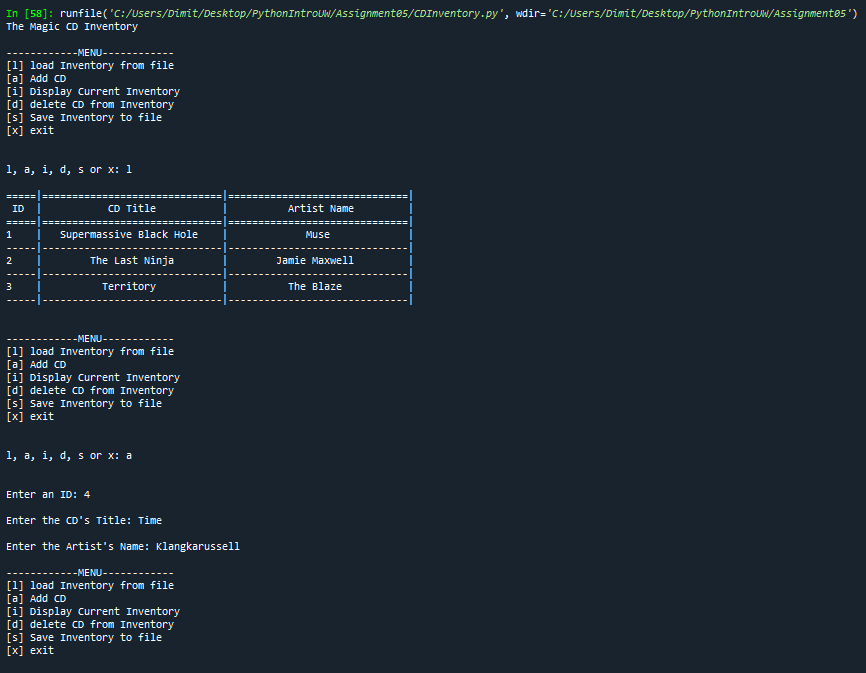 In [58]: runfile('C:/Users/Dimit/Desktop/PythonIntroUW/Assignment05/CDInventory.py', wdir='C:/Users/Dimit/Desktop/PythonIntroUW/Assignment05')
The Magic CD Inventory
------------MENU------------
[l] load Inventory from file
[a] Add CD
[i] Display Current Inventory
[d] delete CD from Inventory
[s] Save Inventory to file
[x] exit
l, a, i, d, s or x: l
=====|==============================|==============================|
 ID  |           CD Title           |          Artist Name         |
=====|==============================|==============================|
1    |   Supermassive Black Hole    |             Muse             |
-----|------------------------------|------------------------------|
2    |        The Last Ninja        |        Jamie Maxwell         |
-----|------------------------------|------------------------------|
3    |          Territory           |          The Blaze           |
-----|------------------------------|------------------------------|
------------MENU------------
[l] load Inventory from file
[a] Add CD
[i] Display Current Inventory
[d] delete CD from Inventory
[s] Save Inventory to file
[x] exit
l, a, i, d, s or x: a
Enter an ID: 4
Enter the CD's Title: Time
Enter the Artist's Name: Klangkarussell
------------MENU------------
[l] load Inventory from file
[a] Add CD
[i] Display Current Inventory
[d] delete CD from Inventory
[s] Save Inventory to file
[x] exit